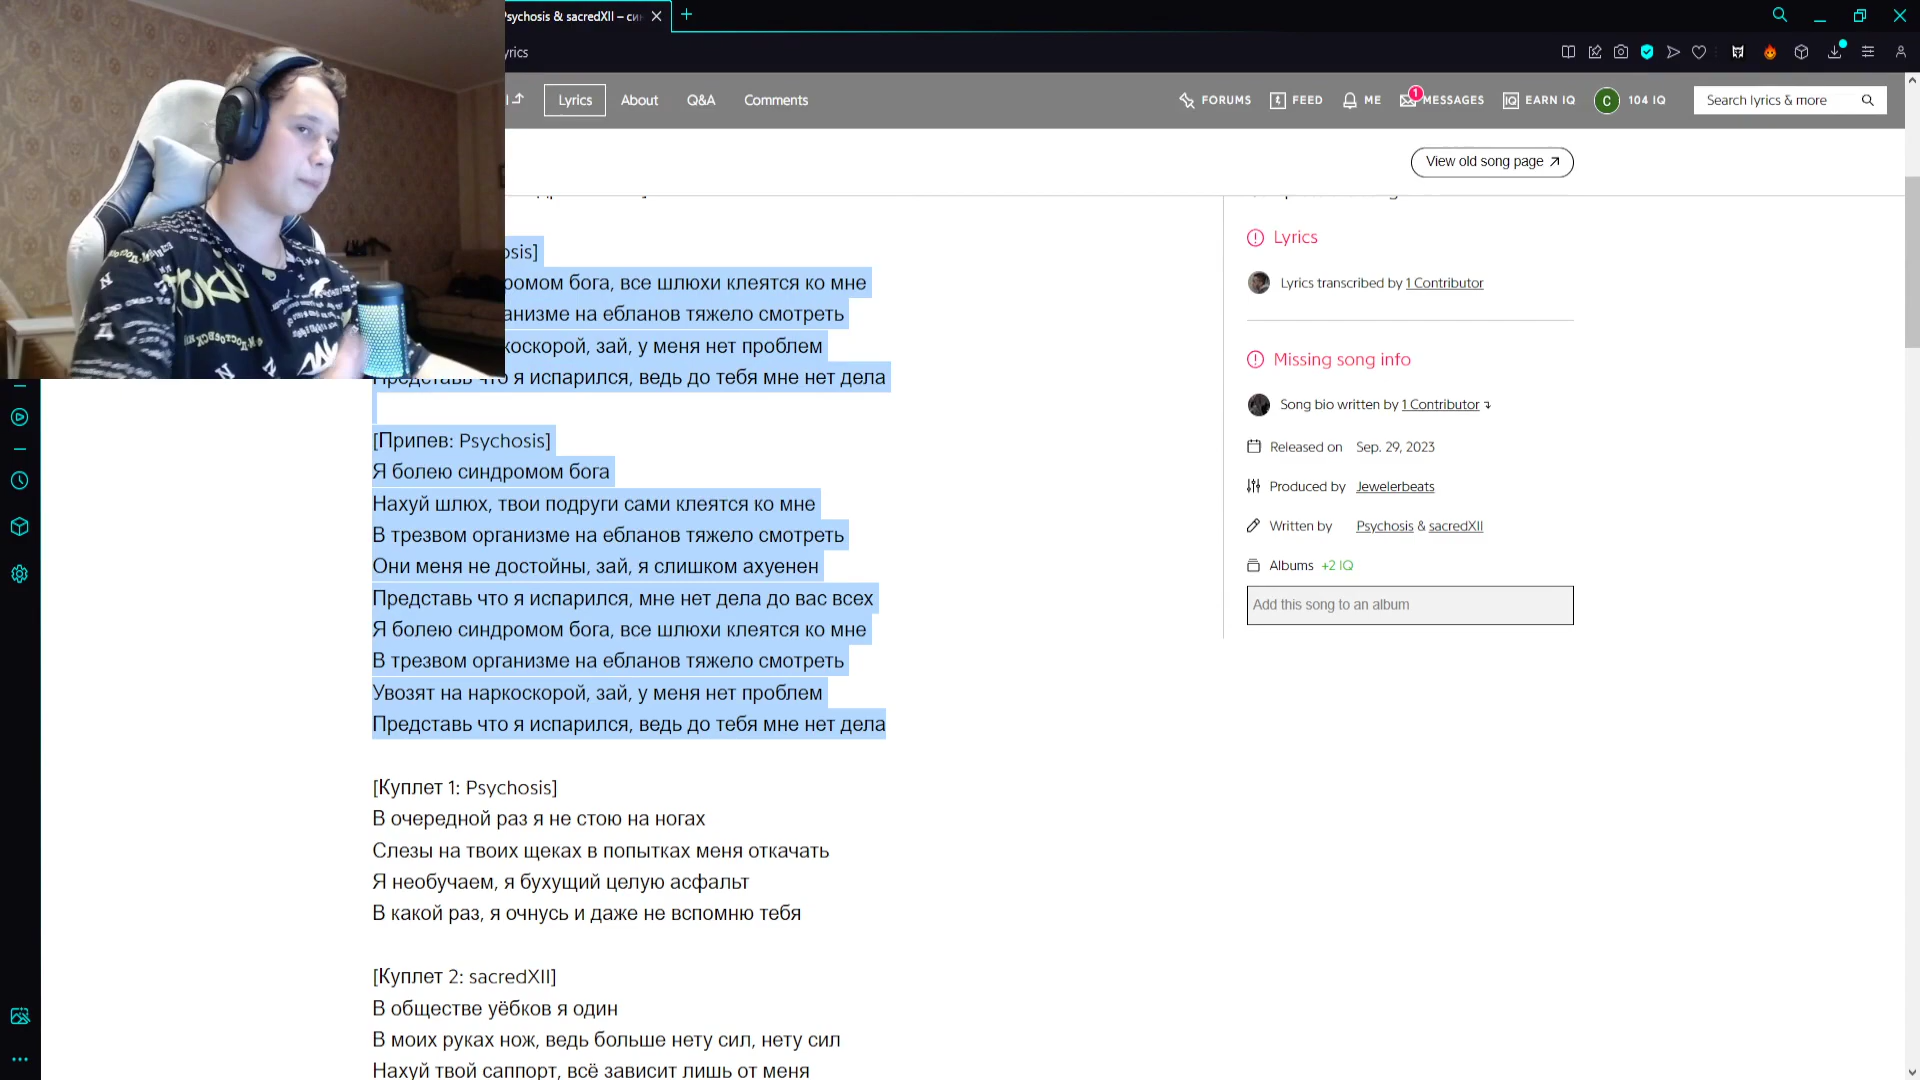 Psychosis & sacredXII – син
yrics
Lyrics
About
Q&A
Comments
FORUMS
FEED
ME
1
MESSAGES
IQ
EARN IQ
C
104 IQ
Search lyrics & more
View old song page
osis]
ромом бога, все шлюхи клеятся ко мне
анизме на ебланов тяжело смотреть
коскорой, зай, у меня нет проблем
Представь что я испарился, ведь до тебя мне нет дела
[Припев: Psychosis]
Я болею синдромом бога
Нахуй шлюх, твои подруги сами клеятся ко мне
В трезвом организме на ебланов тяжело смотреть
Они меня не достойны, зай, я слишком ахуенен
Представь что я испарился, мне нет дела до вас всех
Я болею синдромом бога, все шлюхи клеятся ко мне
В трезвом организме на ебланов тяжело смотреть
Увозят на наркоскорой, зай, у меня нет проблем
Представь что я испарился, ведь до тебя мне нет дела
[Куплет 1: Psychosis]
В очередной раз я не стою на ногах
Слезы на твоих щеках в попытках меня откачать
Я необучаем, я бухущий целую асфальт
В какой раз, я очнусь и даже не вспомню тебя
[Куплет 2: sacredXII]
В обществе уёбков я один
В моих руках нож, ведь больше нету сил, нету сил
Нахуй твой саппорт, всё зависит лишь от меня
Lyrics
Lyrics transcribed by 1 Contributor
Missing song info
Song bio written by 1 Contributor
Released on Sep. 29, 2023
Produced by Jewelerbeats
Written by Psychosis & sacredXII
Albums +2 IQ
Add this song to an album